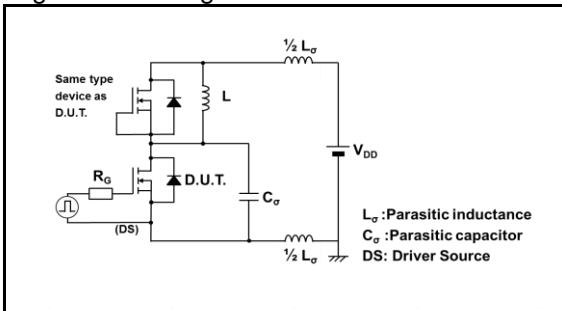 ½ Lσ
Same type
device as
D.U.T.
L
VDD
RG
D.U.T.
Cσ
(DS)
½ Lσ
Lσ :Parasitic inductance
Cσ :Parasitic capacitor
DS: Driver Source